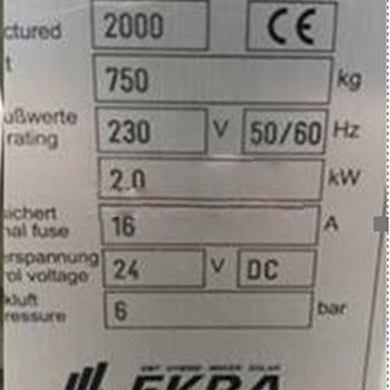 ctured 2000 CE
t 750 kg
ußwerte
rating 230 V 50/60 Hz
2.0 kW
sichert
nal fuse 16 A
erspannung
rol voltage 24 V DC
kluft
ressure 6 bar
EKRA